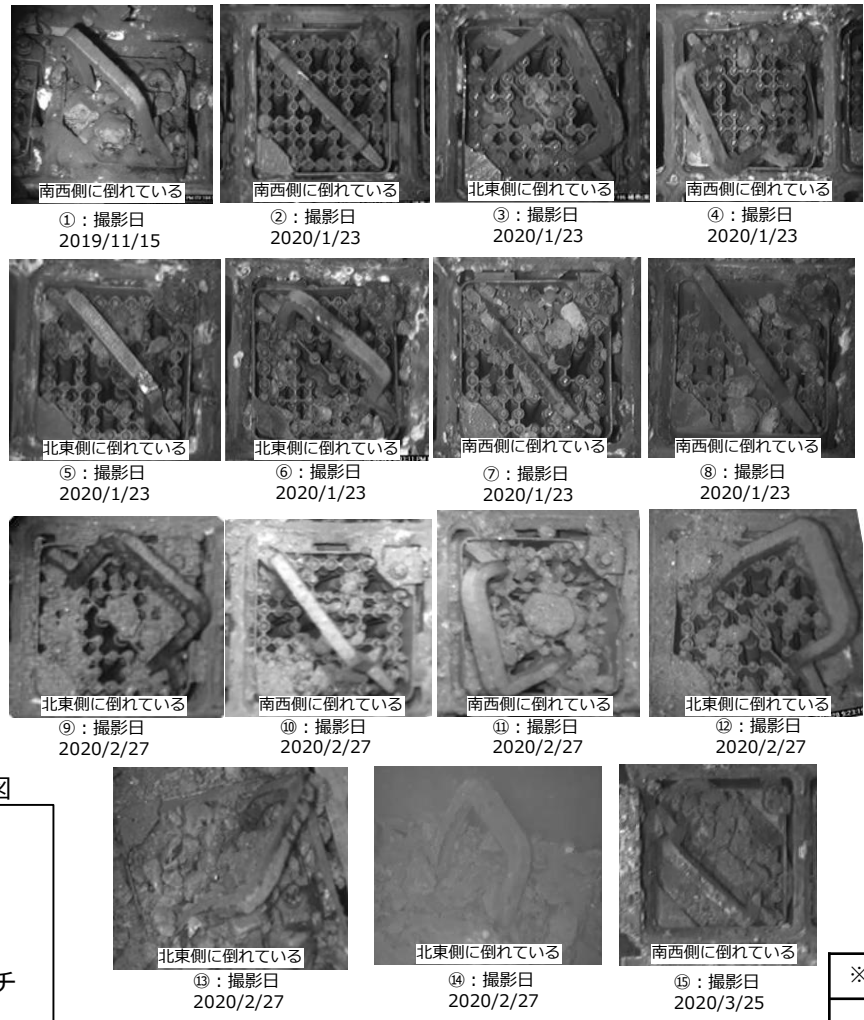 南西側に倒れている
南西側に倒れている
北東側に倒れている
南西側に倒れている
①：撮影日
2019/11/15
②：撮影日
2020/1/23
③：撮影日
2020/1/23
④：撮影日
2020/1/23
北東側に倒れている
北東側に倒れている
南西側に倒れている
南西側に倒れている
⑤：撮影日
2020/1/23
⑥：撮影日
2020/1/23
⑦：撮影日
2020/1/23
⑧：撮影日
2020/1/23
北東側に倒れている
南西側に倒れている
南西側に倒れている
北東側に倒れている
⑨：撮影日
2020/2/27
⑩：撮影日
2020/2/27
⑪：撮影日
2020/2/27
⑫：撮影日
2020/2/27
図
チ
北東側に倒れている
北東側に倒れている
南西側に倒れている
⑬：撮影日
2020/2/27
⑭：撮影日
2020/2/27
⑮：撮影日
2020/3/25
※